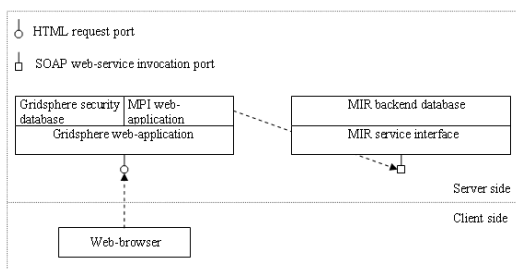 HTML request port
SOAP web-service invocation port
Gridsphere security
database
MPI web-
application
Gridsphere web-application
MIR backend database
MIR service interface
Server side
Client side
Web-browser